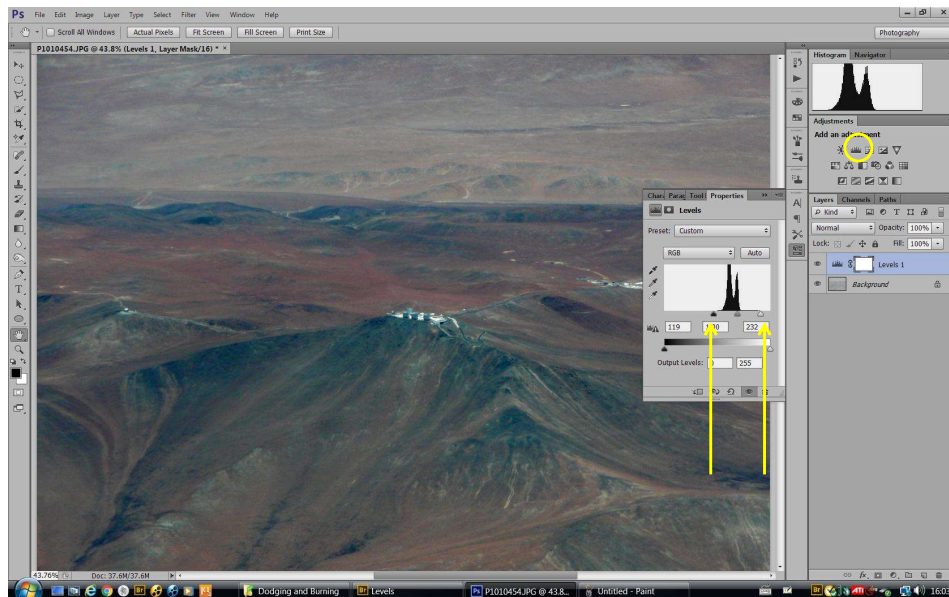 Ps File Edit Image Layer Type Select Filter View Window Help
Scroll All Windows Actual Pixels Fit Screen Fill Screen Print Size Photography
P1010454.JPG @ 43.8% (Levels 1, Layer Mask/16) * ×
Histogram Navigator
Adjustments
Add an adjustment
Layers Channels Paths
Kind
Normal Opacity: 100%
Lock: Fill: 100%
Levels 1
Background
Parag Tool Properties
Levels
Preset: Custom
RGB Auto
119 232
Output Levels: 255
43.76% Doc: 37.6M/37.6M
Dodging and Burning
Br Levels
Ps P1010454.JPG @ 43.8...
Untitled - Paint